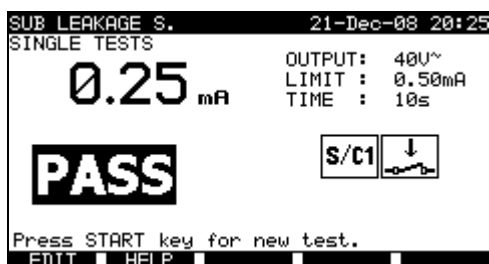 SUB LEAKAGE S. 21-Dec-08 20:25
SINGLE TESTS
OUTPUT: 40V~
0.25 mA
LIMIT : 0.50mA
TIME : 10s
S/C1
PASS
Press START key for new test.
EDIT HELP